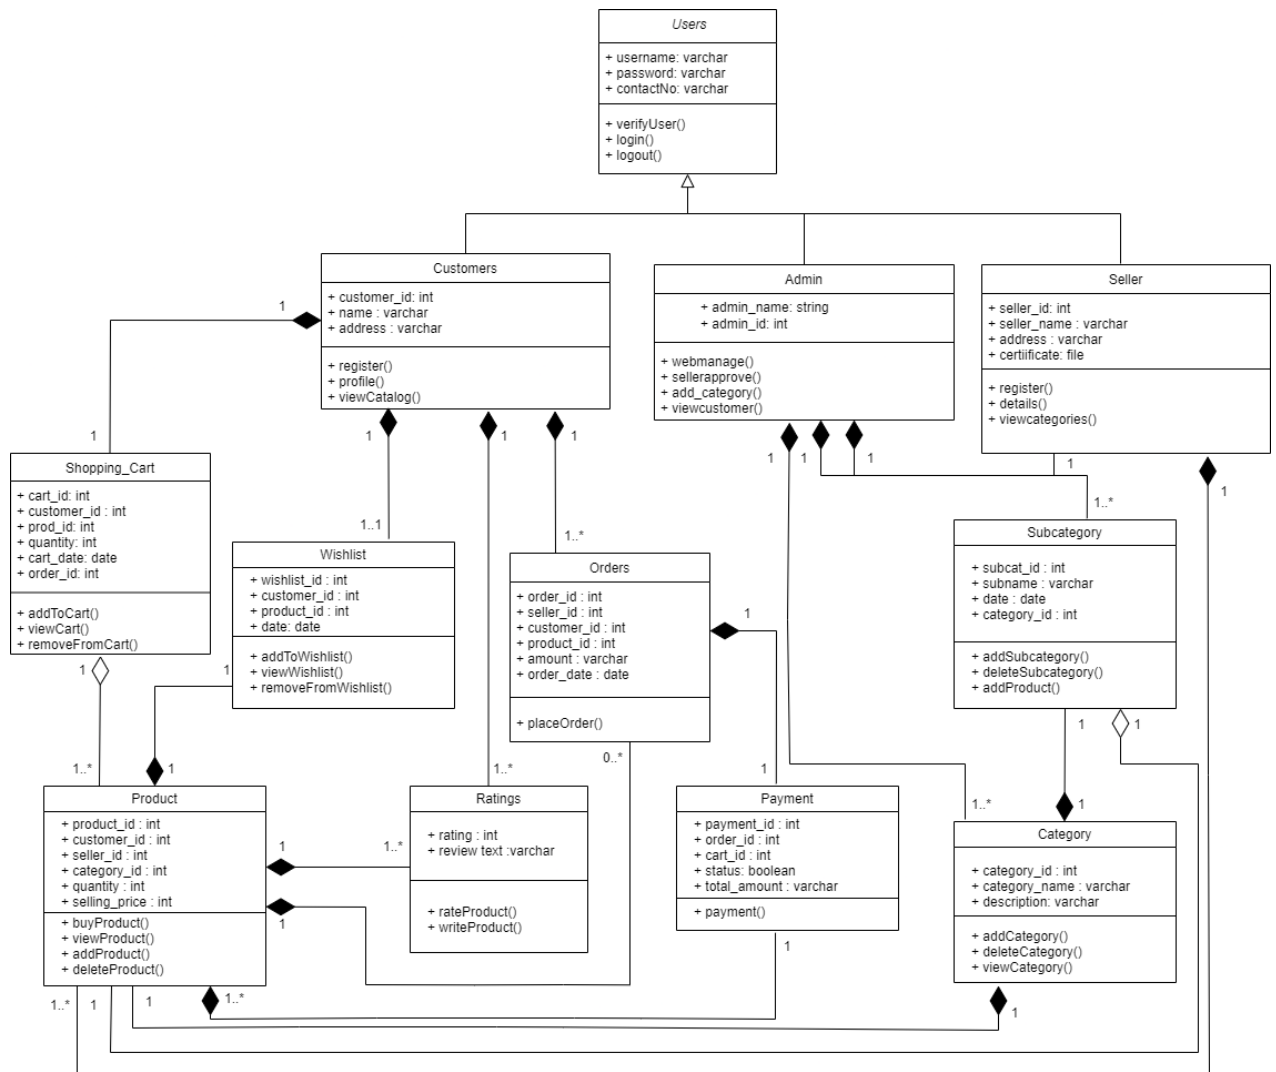 Users
+ username: varchar
+ password: varchar
+ contactNo: varchar
+ verifyUser()
+ login()
+ logout()
Customers
+ customer_id: int
+ name : varchar
+ address : varchar
+ register()
+ profile()
+ viewCatalog()
Admin
+ admin_name: string
+ admin_id: int
+ webmanage()
+ sellerapprove()
+ add_category()
+ viewcustomer()
Seller
+ seller_id: int
+ seller_name : varchar
+ address : varchar
+ certiificate: file
+ register()
+ details()
+ viewcategories()
1
1
1
1
1
1
1
1
1
1
1..1
1..*
1..*
Shopping_Cart
+ cart_id: int
+ customer_id : int
+ prod_id: int
+ quantity: int
+ cart_date: date
+ order_id: int
+ addToCart()
+ viewCart()
+ removeFromCart()
Wishlist
+ wishlist_id : int
+ customer_id : int
+ product_id : int
+ date: date
+ addToWishlist()
+ viewWishlist()
+ removeFromWishlist()
Orders
+ order_id : int
+ seller_id : int
+ customer_id : int
+ product_id : int
+ amount : varchar
+ order_date : date
+ placeOrder()
Subcategory
+ subcat_id : int
+ subname : varchar
+ date : date
+ category_id : int
+ addSubcategory()
+ deleteSubcategory()
+ addProduct()
1
1
1
1
1
0..*
1..*
1
1..*
1
1..*
1
Product
+ product_id : int
+ customer_id : int
+ seller_id : int
+ category_id : int
+ quantity : int
+ selling_price : int
+ buyProduct()
+ viewProduct()
+ addProduct()
+ deleteProduct()
1
1..*
1
Ratings
+ rating : int
+ review text :varchar
+ rateProduct()
+ writeProduct()
Payment
+ payment_id : int
+ order_id : int
+ cart_id : int
+ status: boolean
+ total_amount : varchar
+ payment()
Category
+ category_id : int
+ category_name : varchar
+ description: varchar
+ addCategory()
+ deleteCategory()
+ viewCategory()
1
1..*
1
1
1..*
1